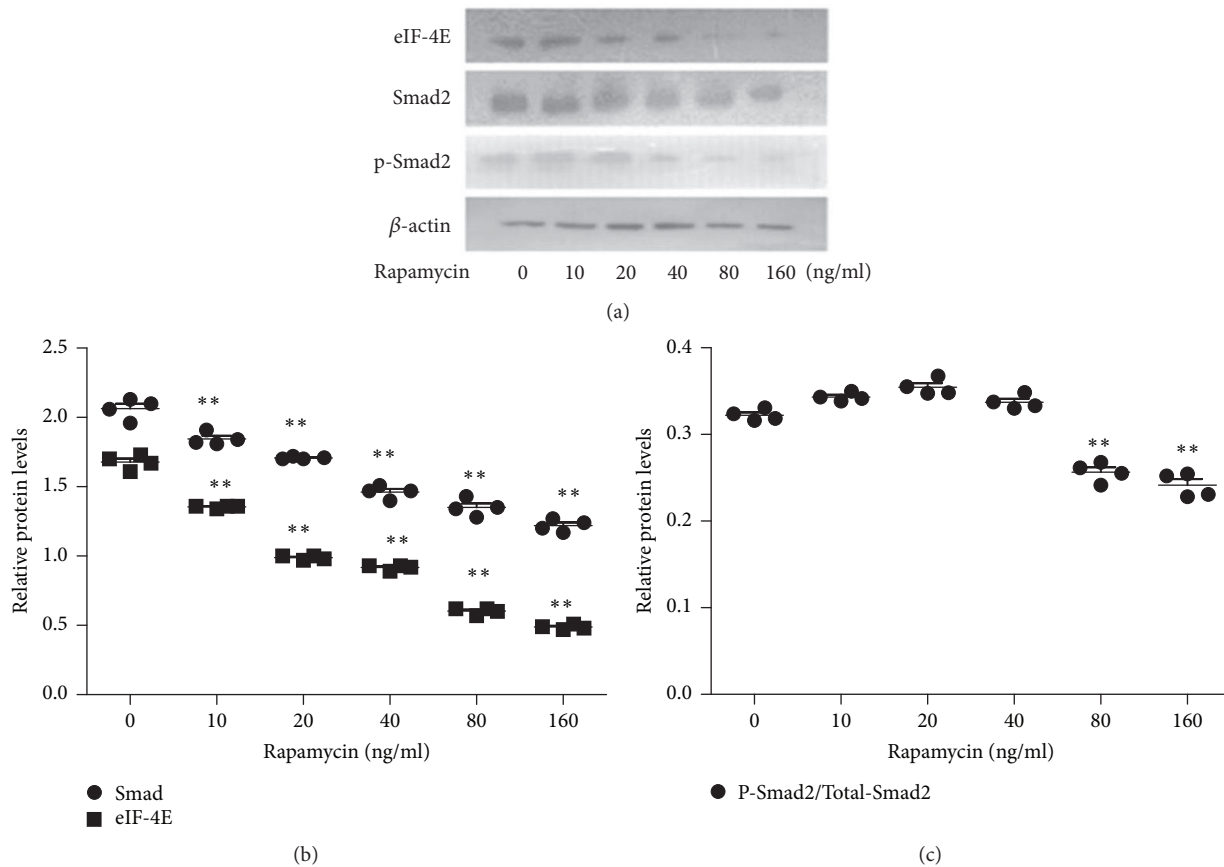 eIF-4E
Smad2
p-Smad2
β-actin
Rapamycin 0 10 20 40 80 160 (ng/ml)
(a)
2.5
2.0
1.5
1.0
0.5
0.0
Relative protein levels
** ** ** ** **
** ** ** ** **
0 10 20 40 80 160
Rapamycin (ng/ml)
Smad
eIF-4E
(b)
0.4
0.3
0.2
0.1
0.0
Relative protein levels
** **
0 10 20 40 80 160
Rapamycin (ng/ml)
P-Smad2/Total-Smad2
(c)